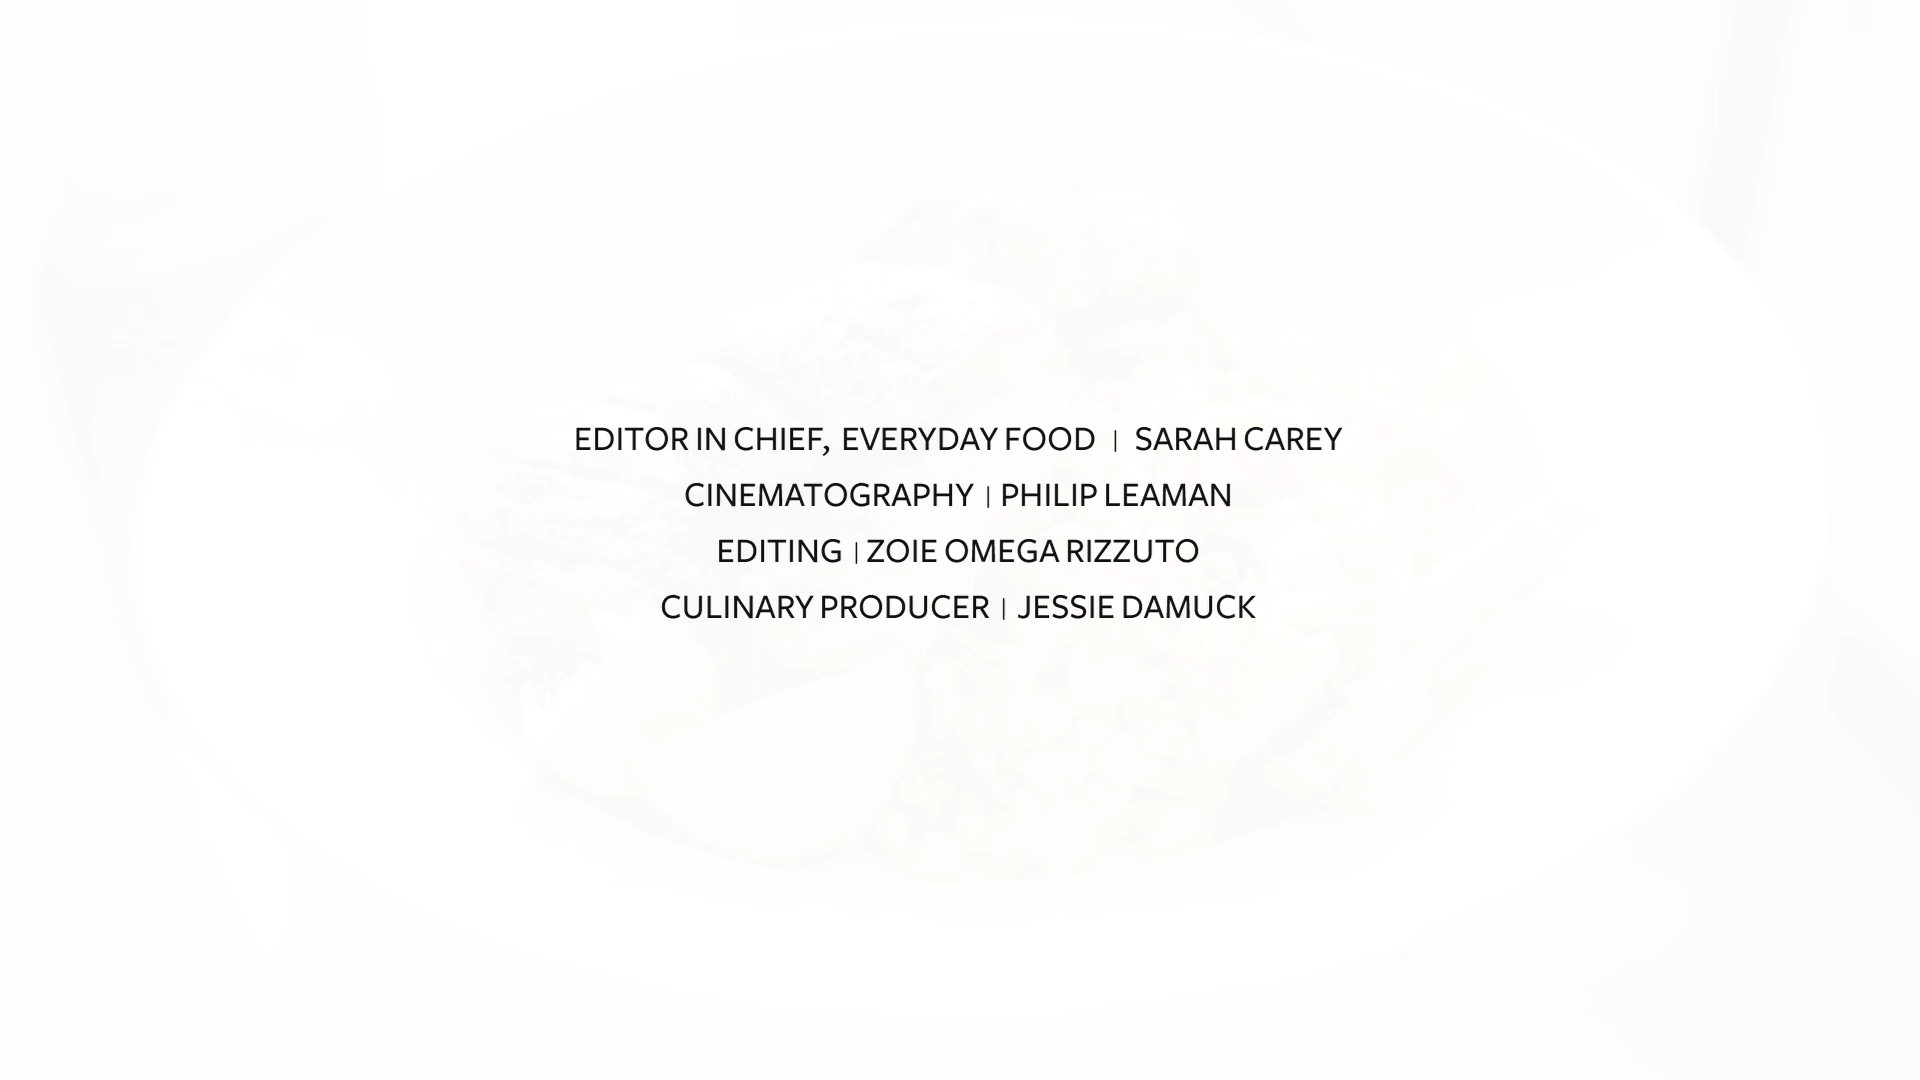 EDITOR IN CHIEF, EVERYDAY FOOD | SARAH CAREY
CINEMATOGRAPHY | PHILIP LEAMAN
EDITING | ZOIE OMEGA RIZZUTO
CULINARY PRODUCER | JESSIE DAMUCK